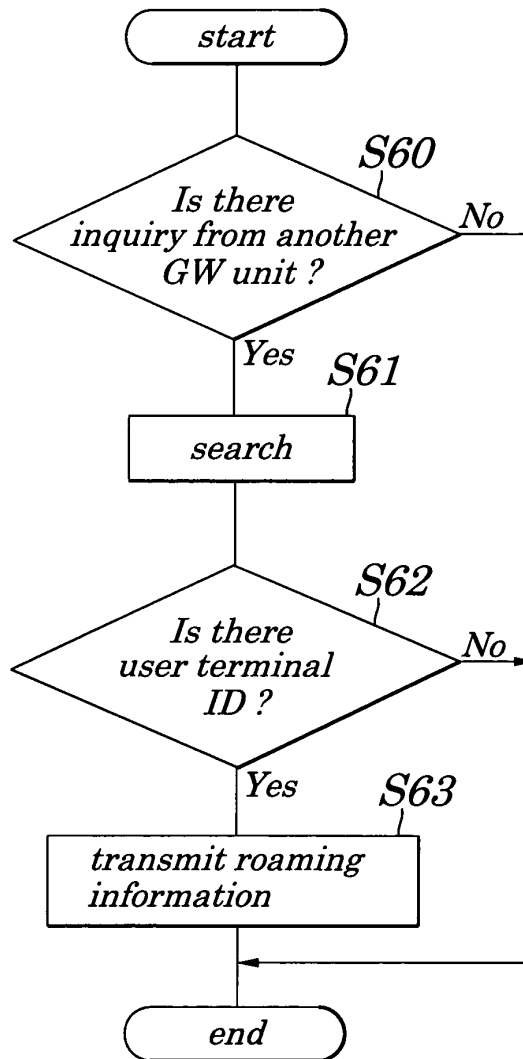 start
S60
Is there
inquiry from another
GW unit ?
No
Yes
S61
search
S62
Is there
user terminal
ID ?
No
Yes
S63
transmit roaming
information
end